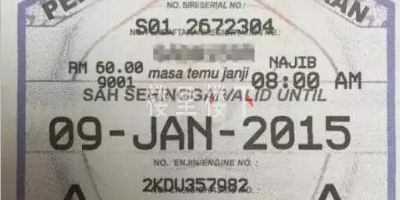 NO. SIRI/SERIAL NO.:
S01 2672304
NAJIB
RM 60.00
masa temu janji
9001
08:00 AM
SAH SEHINGGA/VALID UNTIL
09-JAN-2015
NO. ENJIN/ENGINE NO.:
2KDU357982